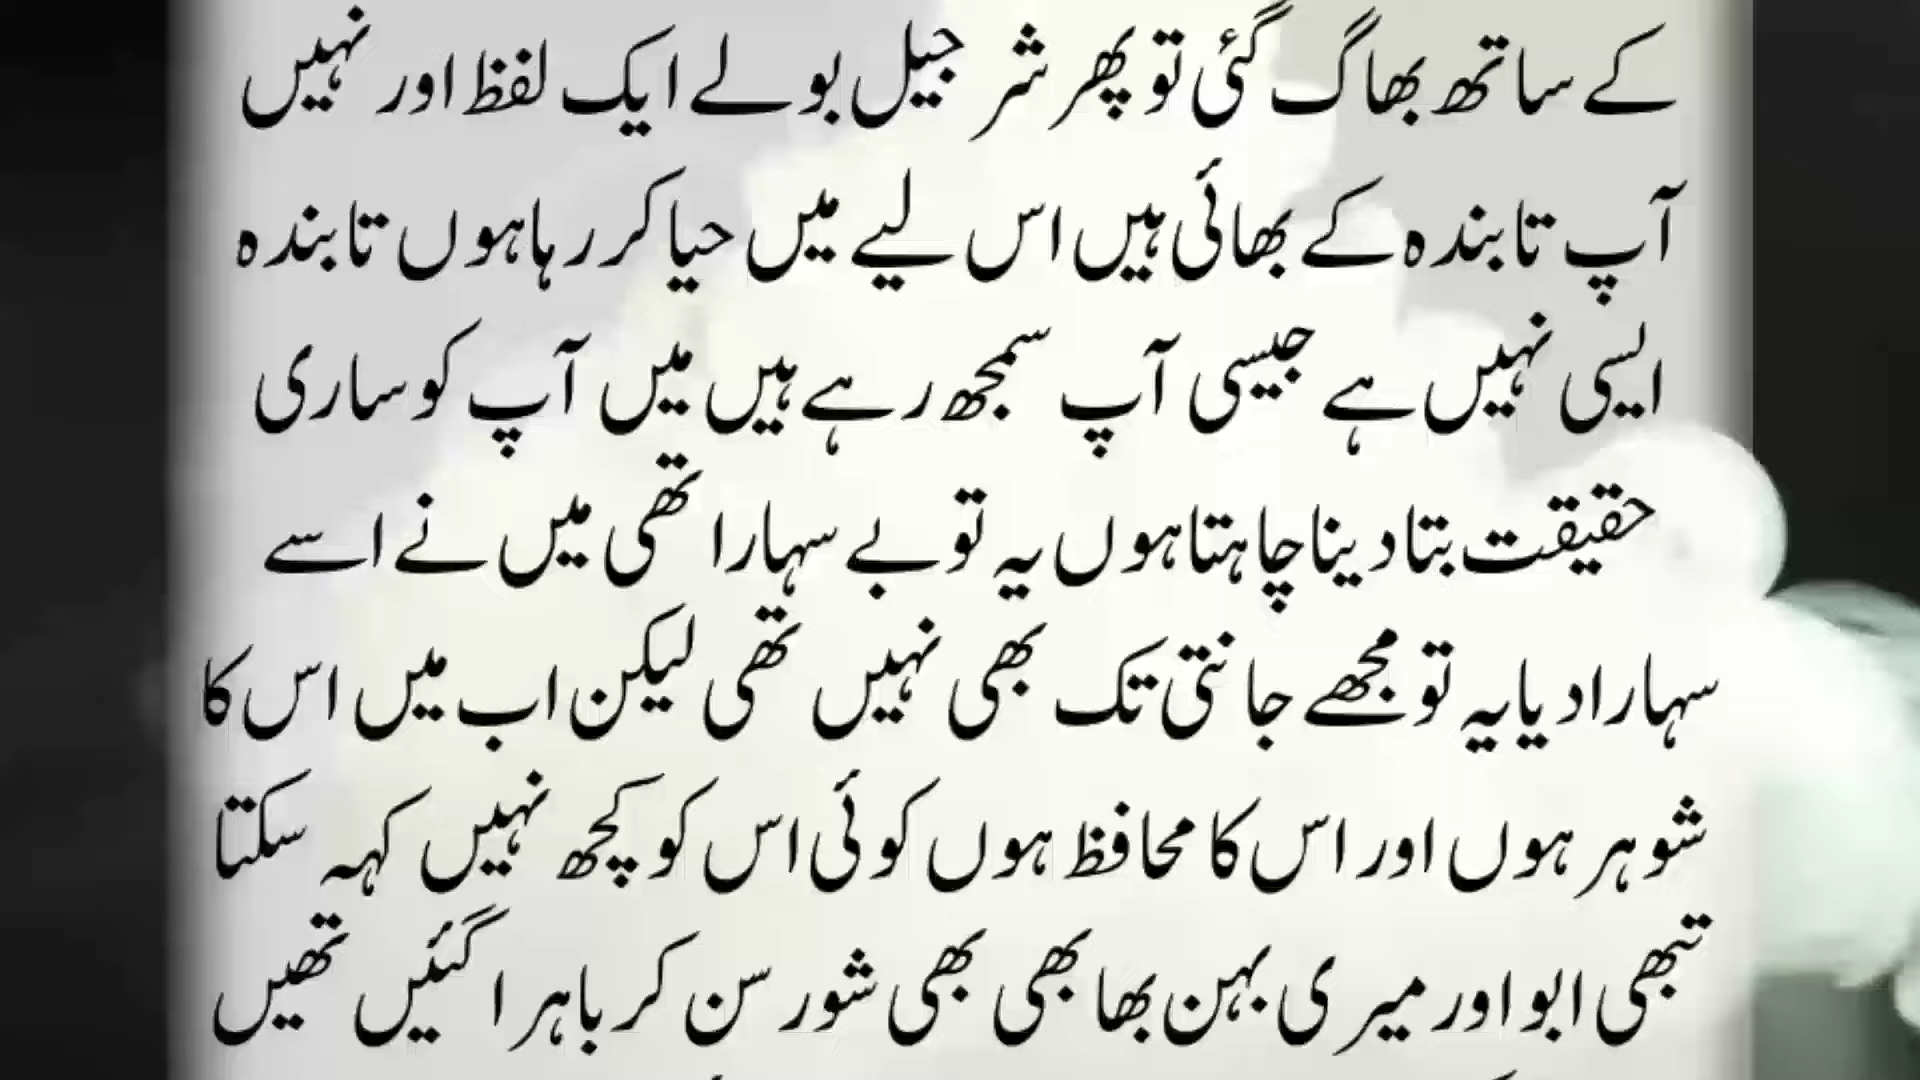 کے ساتھ بھاگ گئی تو پھر شر جیل بولے ایک لفظ اور نہیں
آپ تابندہ کے بھائی ہیں اس لیے میں حیا کر رہا ہوں تابندہ
ایسی نہیں ہے جیسی آپ سمجھ رہے ہیں میں آپ کو ساری
حقیقت بتا دینا چاہتا ہوں یہ تو بے سہارا تھی میں نے اسے
سہارا دیا یہ تو مجھے جانتی تک بھی نہیں تھی لیکن اب میں اس کا
شوہر ہوں اور اس کا محافظ ہوں کوئی اس کو کچھ نہیں کہہ سکتا
تبھی ابو اور میری بہن بھابھی بھی شور سن کر باہر اگئیں تھیں